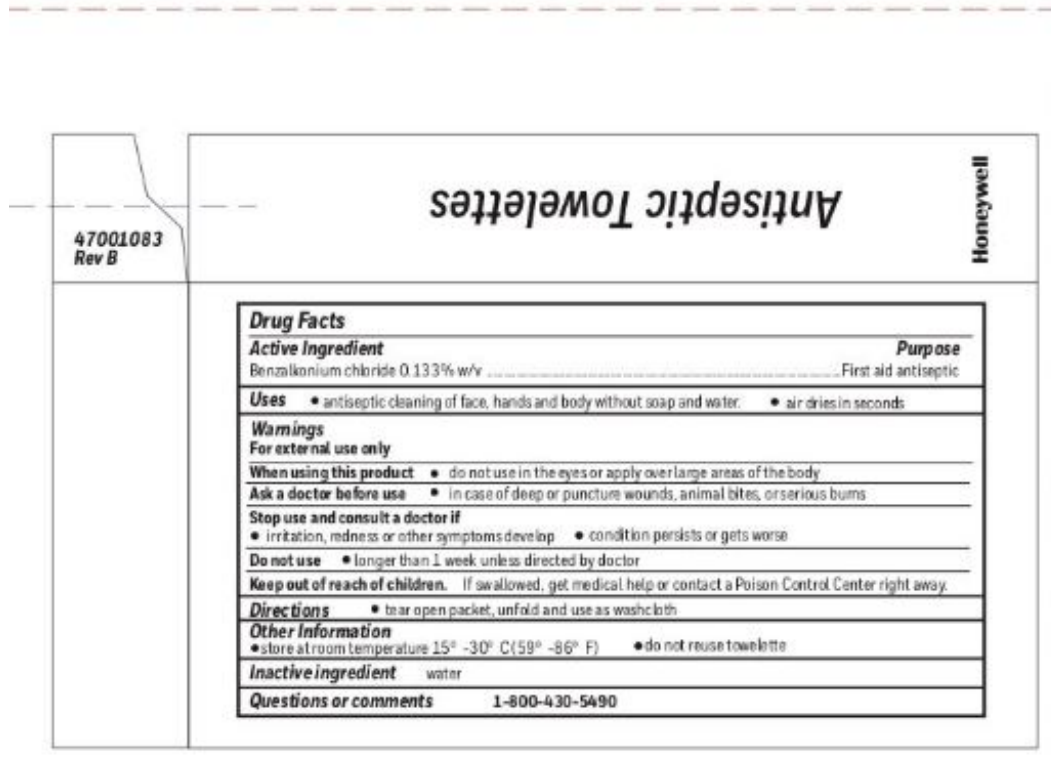 Antiseptic Towelettes
Honeywell
47001083
Rev B
Drug Facts
Active Ingredient Purpose
Benzalkonium chloride 0.133% w/v ........ First aid antiseptic
Uses • antiseptic cleaning of face, hands and body without soap and water. • air dries in seconds
Warnings
For external use only
When using this product • do not use in the eyes or apply over large areas of the body
Ask a doctor before use • in case of deep or puncture wounds, animal bites, or serious burns
Stop use and consult a doctor if
• irritation, redness or other symptoms develop • condition persists or gets worse
Do not use • longer than 1 week unless directed by doctor
Keep out of reach of children. If swallowed, get medical help or contact a Poison Control Center right away.
Directions • tear open packet, unfold and use as washcloth
Other Information
• store at room temperature 15° -30° C (59° -86° F) • do not reuse towelette
Inactive ingredient water
Questions or comments 1-800-430-5490